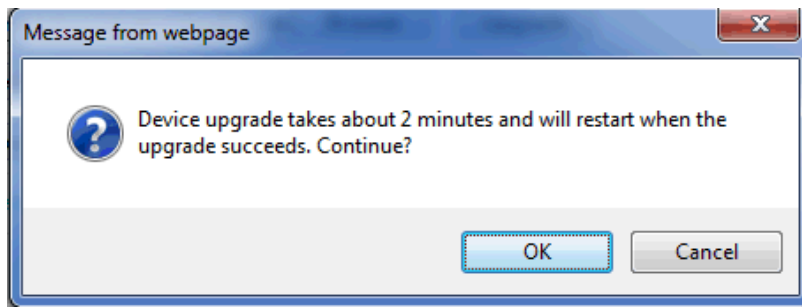 Message from webpage
Device upgrade takes about 2 minutes and will restart when the
upgrade succeeds. Continue?
OK
Cancel